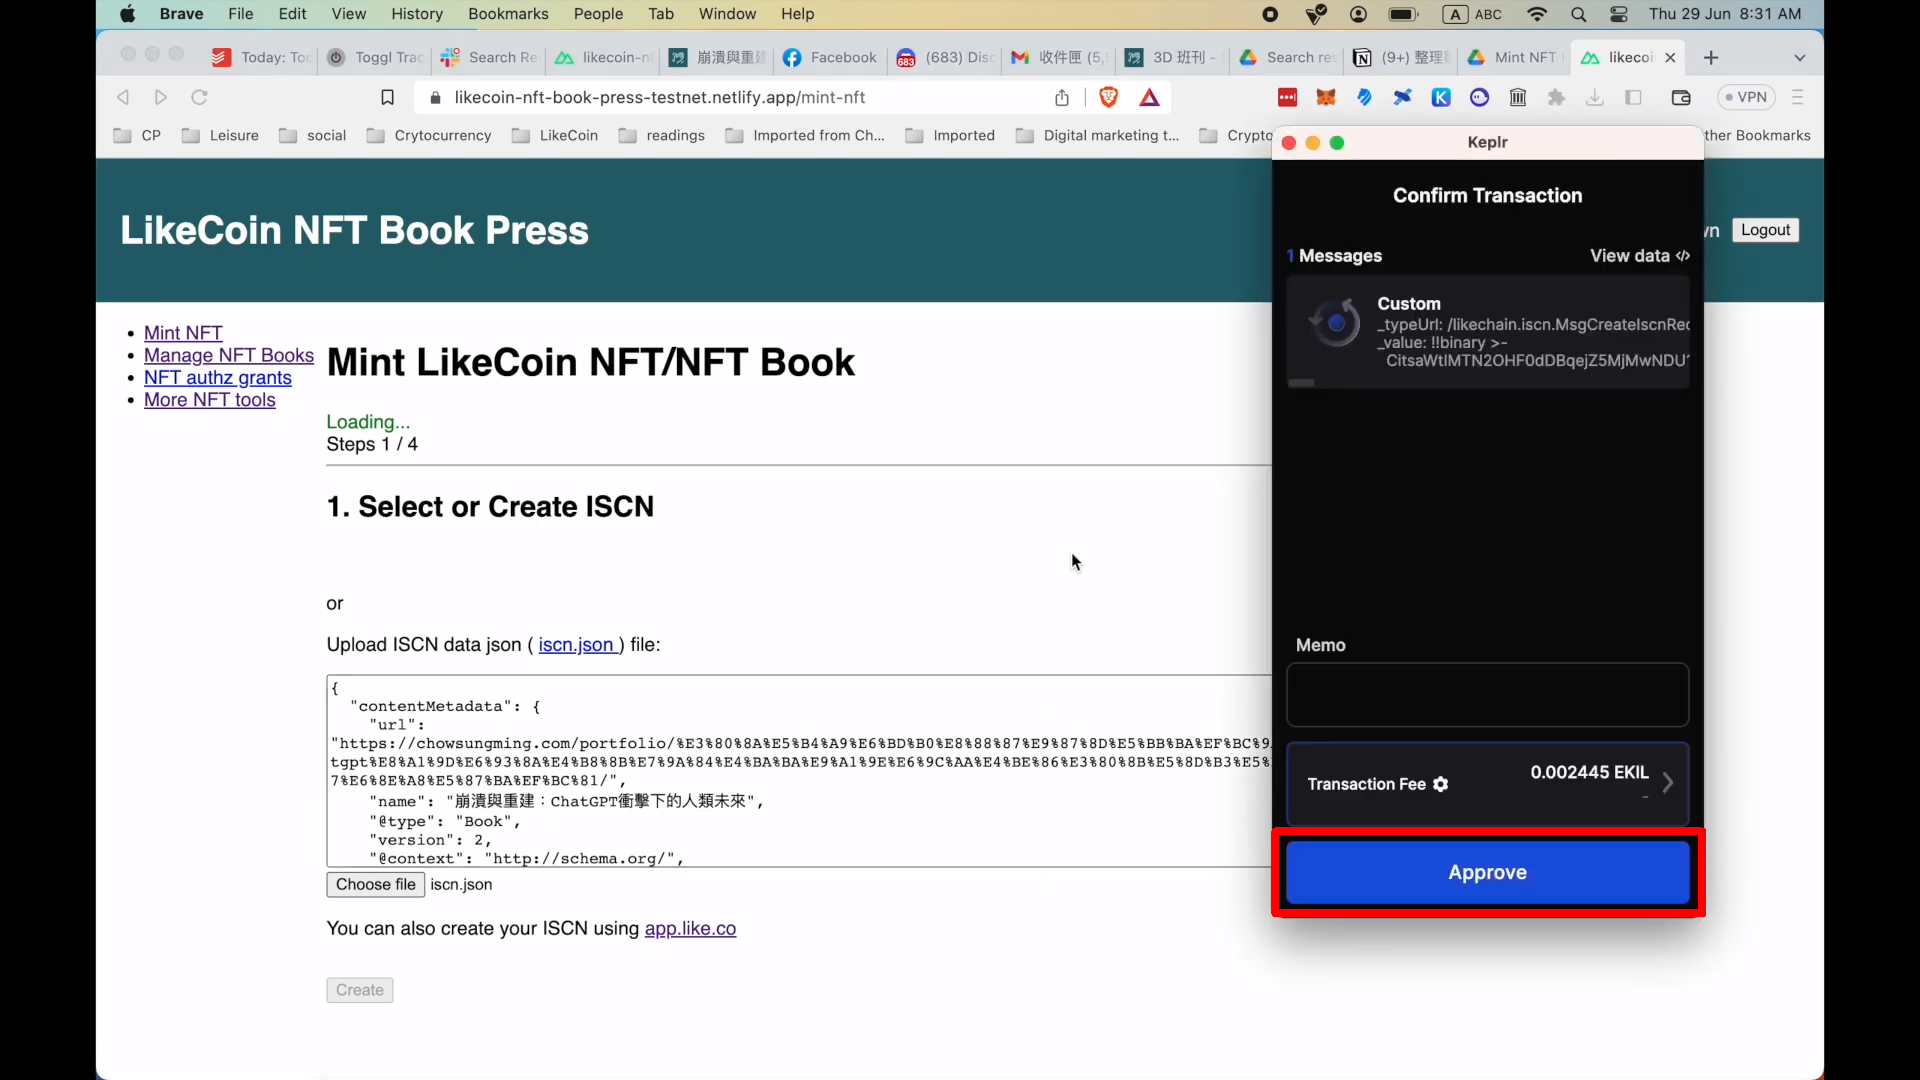 Brave File Edit View History Bookmarks People Tab Window Help A ABC Thu 29 Jun 8:31 AM
Today: To Toggl Trac Search Re likecoin-n 崩潰與重建 Facebook 683 (683) Disc 收件匣 (5, 3D 班刊 - Search res (9+) 整理 Mint NFT likecoi
likecoin-nft-book-press-testnet.netlify.app/mint-nft VPN
CP Leisure social Crytocurrency LikeCoin readings Imported from Ch... Imported Digital marketing t... Crypto ther Bookmarks
LikeCoin NFT Book Press
wn Logout
Mint NFT
Manage NFT Books
NFT authz grants
More NFT tools
Mint LikeCoin NFT/NFT Book
Loading...
Steps 1 / 4
1. Select or Create ISCN
or
Upload ISCN data json ( iscn.json ) file:
{
"contentMetadata": {
"url":
"https://chowsungming.com/portfolio/%E3%80%8A%E5%B4%A9%E6%BD%B0%E8%88%87%E9%87%8D%E5%BB%BA%EF%BC%9
tgpt%E8%A1%9D%E6%93%8A%E4%B8%8B%E7%9A%84%E4%BA%BA%E9%A1%9E%E6%9C%AA%E4%BE%86%E3%80%8B%E5%8D%B3%E5%
7%E6%8E%A8%E5%87%BA%EF%BC%81/",
"name": "崩潰與重建：ChatGPT衝擊下的人類未來",
"@type": "Book",
"version": 2,
"@context": "http://schema.org/",
Choose file iscn.json
You can also create your ISCN using app.like.co
Create
Keplr
Confirm Transaction
1 Messages View data </>
Custom
_typeUrl: /likechain.iscn.MsgCreateIscnRec
_value: !!binary >-
CitsaWtlMTN2OHF0dDBqejZ5MjMwNDU
Memo
Transaction Fee 0.002445 EKIL
-
Approve